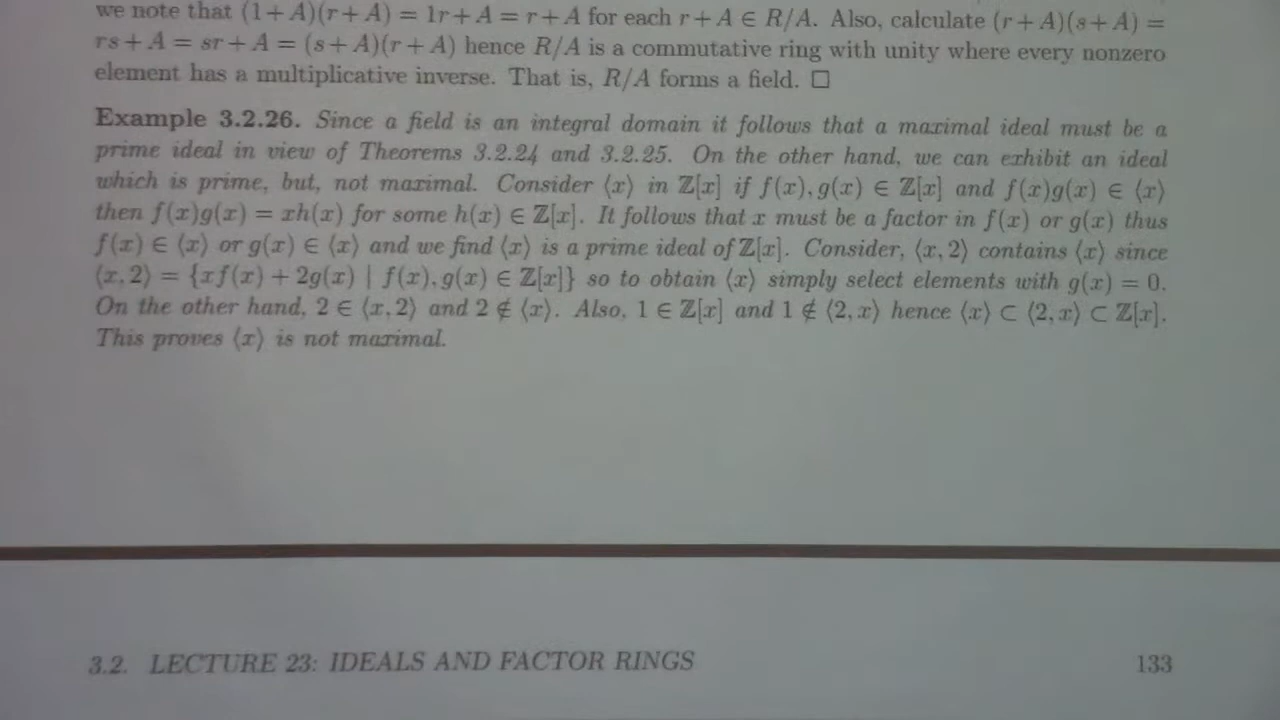 we note that (1 + A)(r + A) = 1r + A = r + A for each r + A ∈ R/A. Also, calculate (r + A)(s + A) =
rs + A = sr + A = (s + A)(r + A) hence R/A is a commutative ring with unity where every nonzero
element has a multiplicative inverse. That is, R/A forms a field. □
Example 3.2.26. Since a field is an integral domain it follows that a maximal ideal must be a
prime ideal in view of Theorems 3.2.24 and 3.2.25. On the other hand, we can exhibit an ideal
which is prime, but, not maximal. Consider ⟨x⟩ in ℤ[x] if f(x), g(x) ∈ ℤ[x] and f(x)g(x) ∈ ⟨x⟩
then f(x)g(x) = xh(x) for some h(x) ∈ ℤ[x]. It follows that x must be a factor in f(x) or g(x) thus
f(x) ∈ ⟨x⟩ or g(x) ∈ ⟨x⟩ and we find ⟨x⟩ is a prime ideal of ℤ[x]. Consider, ⟨x, 2⟩ contains ⟨x⟩ since
⟨x, 2⟩ = {xf(x) + 2g(x) | f(x), g(x) ∈ ℤ[x]} so to obtain ⟨x⟩ simply select elements with g(x) = 0.
On the other hand, 2 ∈ ⟨x, 2⟩ and 2 ∉ ⟨x⟩. Also, 1 ∈ ℤ[x] and 1 ∉ ⟨2, x⟩ hence ⟨x⟩ ⊂ ⟨2, x⟩ ⊂ ℤ[x].
This proves ⟨x⟩ is not maximal.
3.2. LECTURE 23: IDEALS AND FACTOR RINGS 133